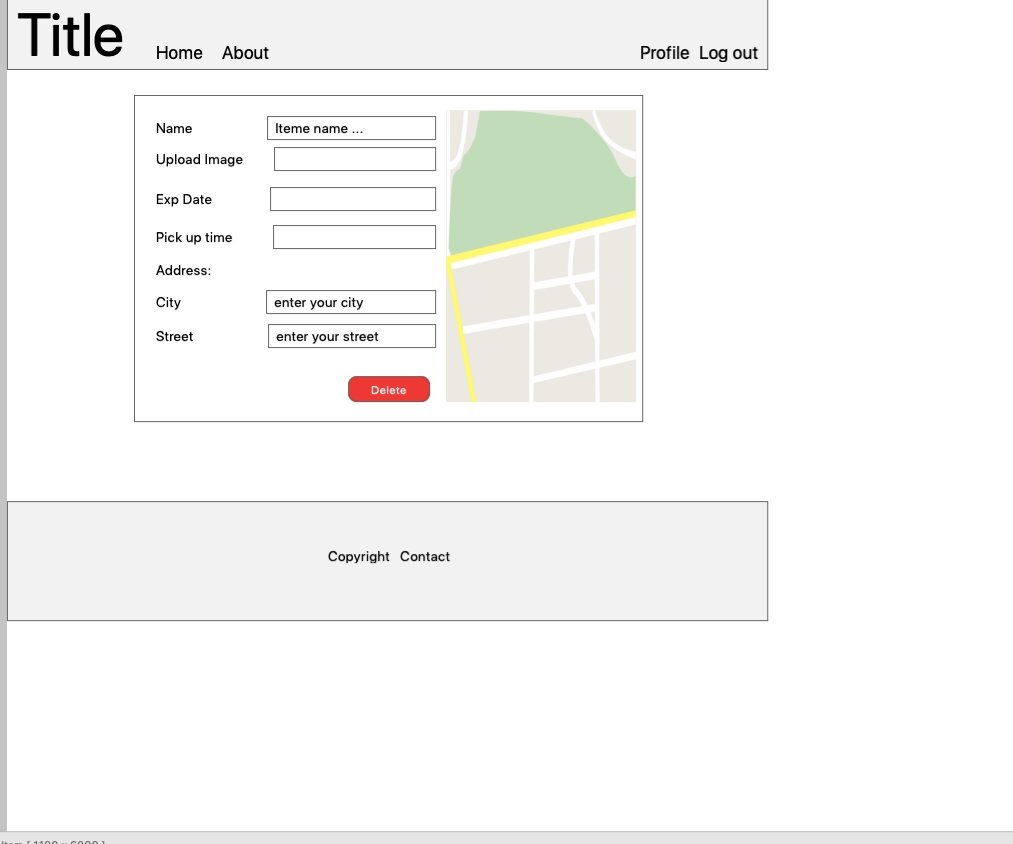 Title
Home About Profile Log out
Name Iteme name ...
Upload Image
Exp Date
Pick up time
Address:
City enter your city
Street enter your street
Delete
Copyright Contact